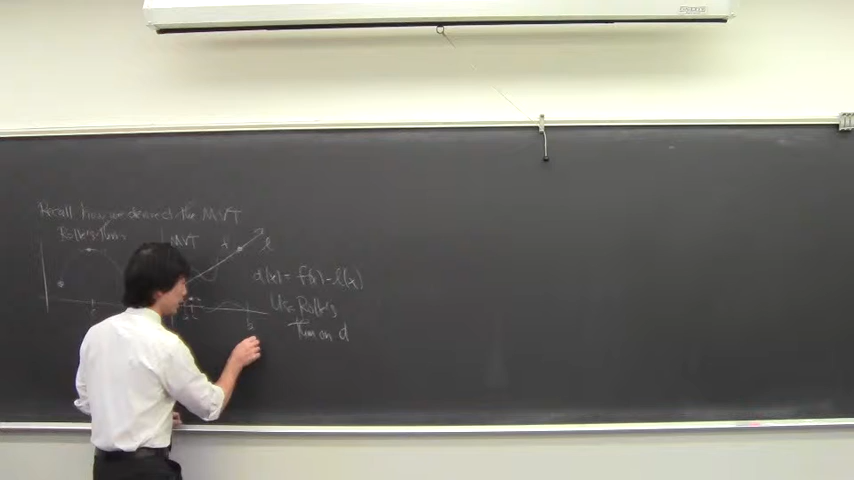 Recall how we derived the MVT
Rolle's Thm
MVT
f
l
d(x) = f(x) - l(x)
Use Rolle's
Thm on d
b